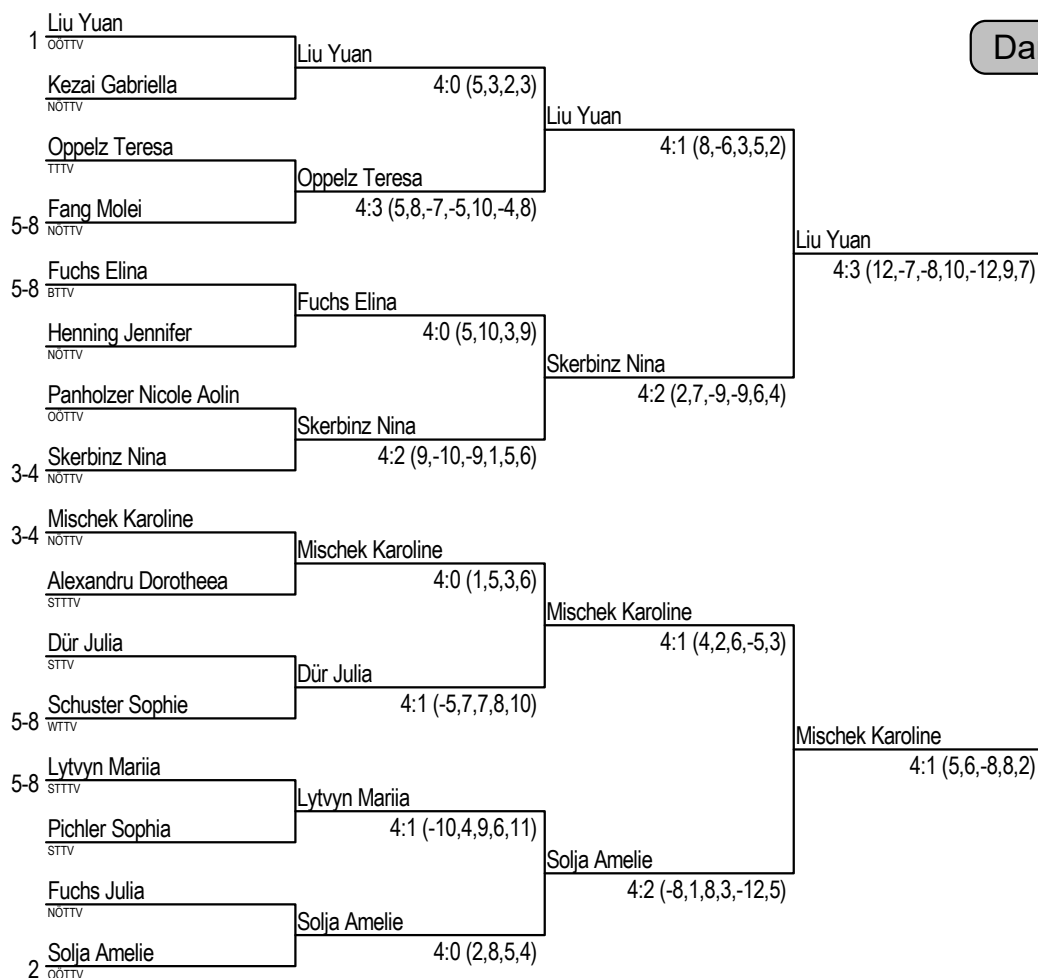 Liu Yuan
1
OÖTTV
Liu Yuan
Da
Kezai Gabriella
4:0 (5,3,2,3)
NÖTTV
Liu Yuan
Oppelz Teresa
4:1 (8,-6,3,5,2)
TTTV
Oppelz Teresa
Fang Molei
4:3 (5,8,-7,-5,10,-4,8)
5-8
NÖTTV
Liu Yuan
Fuchs Elina
4:3 (12,-7,-8,10,-12,9,7)
5-8
BTTV
Fuchs Elina
Henning Jennifer
4:0 (5,10,3,9)
NÖTTV
Skerbinz Nina
Panholzer Nicole Aolin
4:2 (2,7,-9,-9,6,4)
OÖTTV
Skerbinz Nina
Skerbinz Nina
4:2 (9,-10,-9,1,5,6)
3-4
NÖTTV
Mischek Karoline
3-4
NÖTTV
Mischek Karoline
Alexandru Dorotheea
4:0 (1,5,3,6)
STTTV
Mischek Karoline
Dür Julia
4:1 (4,2,6,-5,3)
STTV
Dür Julia
Schuster Sophie
4:1 (-5,7,7,8,10)
5-8
WTTV
Mischek Karoline
Lytvyn Mariia
4:1 (5,6,-8,8,2)
5-8
STTTV
Lytvyn Mariia
Pichler Sophia
4:1 (-10,4,9,6,11)
STTV
Solja Amelie
Fuchs Julia
4:2 (-8,1,8,3,-12,5)
NÖTTV
Solja Amelie
Solja Amelie
4:0 (2,8,5,4)
2
OÖTTV